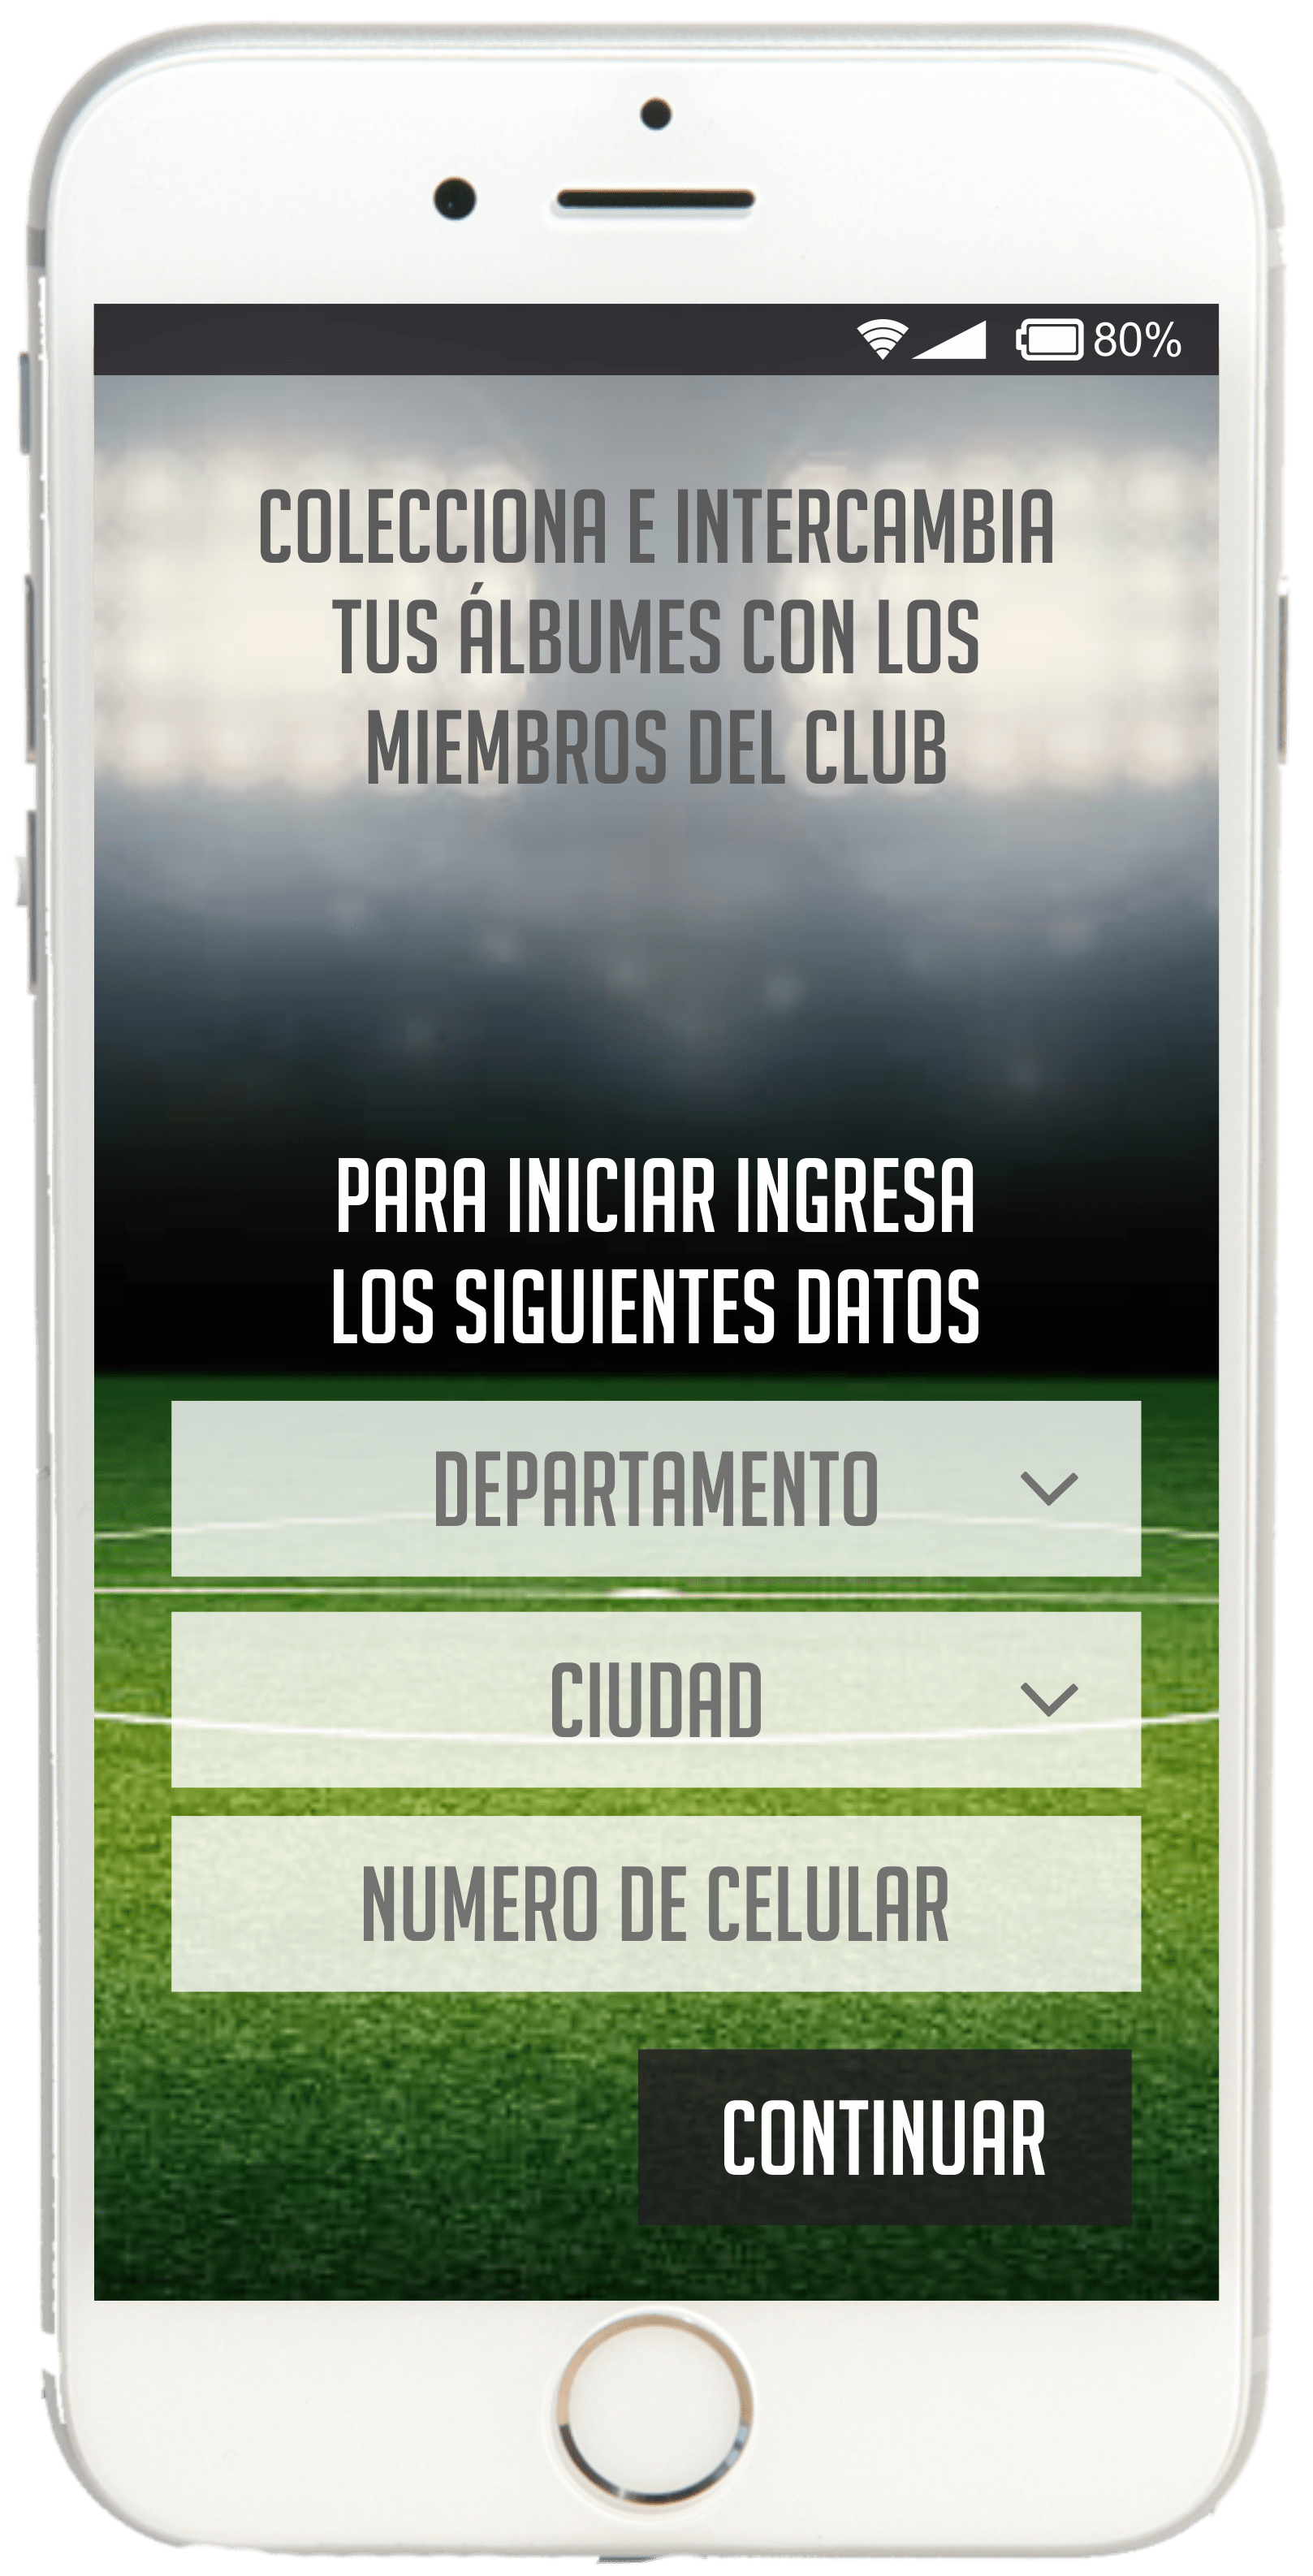 80%
COLECCIONA E INTERCAMBIA
TUS ÁLBUMES CON LOS
MIEMBROS DEL CLUB
PARA INICIAR INGRESA
LOS SIGUIENTES DATOS
DEPARTAMENTO
CIUDAD
NUMERO DE CELULAR
CONTINUAR